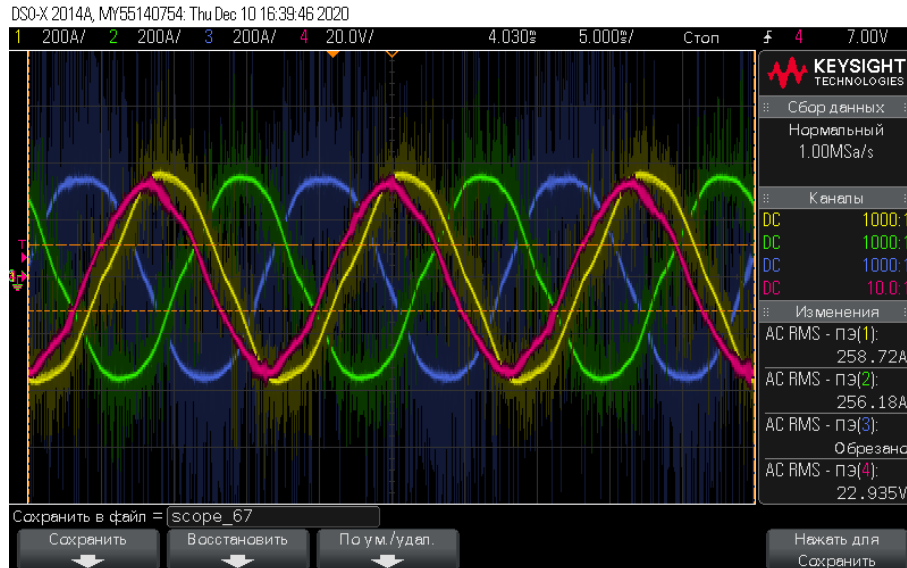 DSO-X 2014A, MY55140754: Thu Dec 10 16:39:46 2020
1 200A/ 2 200A/ 3 200A/ 4 20.0V/ 4.030ms 5.000ms/ Стоп 4 7.00V
KEYSIGHT
TECHNOLOGIES
Сбор данных
Нормальный
1.00MSa/s
Каналы
DC 1000:1
DC 1000:1
DC 1000:1
DC 10.0:1
Изменения
AC RMS - ПЭ(1):
258.72A
AC RMS - ПЭ(2):
256.18A
AC RMS - ПЭ(3):
Обрезано
AC RMS - ПЭ(4):
22.935V
T
Сохранить в файл = scope_67
Сохранить Восстановить По ум./удал. Нажать для
Сохранить